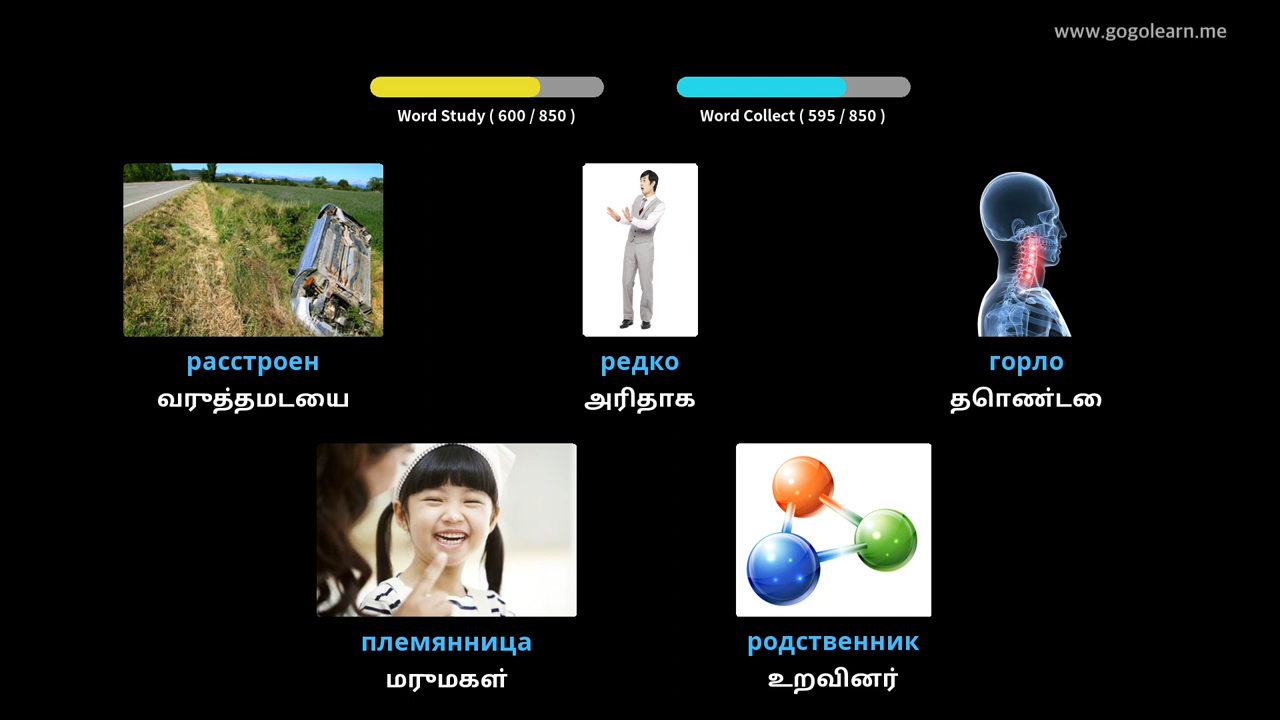 www.gogolearn.me
Word Study ( 600 / 850 )
Word Collect ( 595 / 850 )
расстроен
редко
горло
வருத்தமடைய
அரிதாக
தொண்டை
племянница
родственник
மருமகள்
உறவினர்